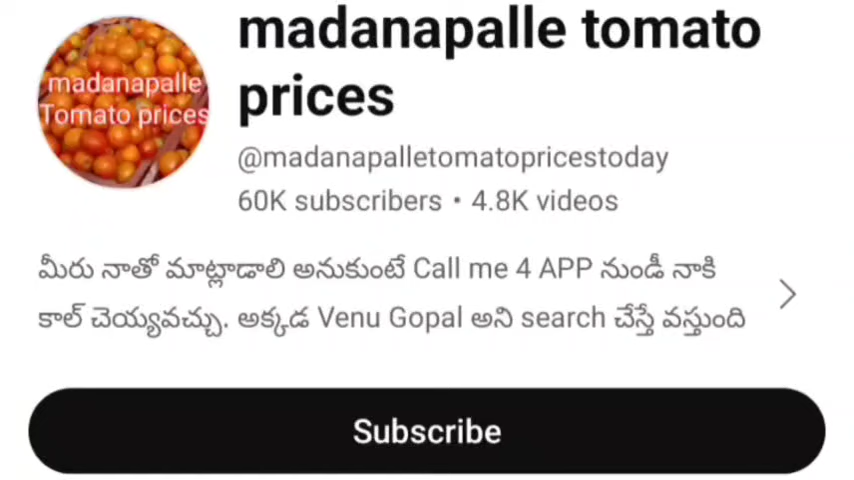 madanapalle tomato
prices
madanapalle
Tomato prices
@madanapalletomatopricestoday
60K subscribers • 4.8K videos
మీరు నాతో మాట్లాడాలి అనుకుంటే Call me 4 APP నుండీ నాకి
కాల్ చెయ్యవచ్చు. అక్కడ Venu Gopal అని search చేస్తే వస్తుంది
Subscribe